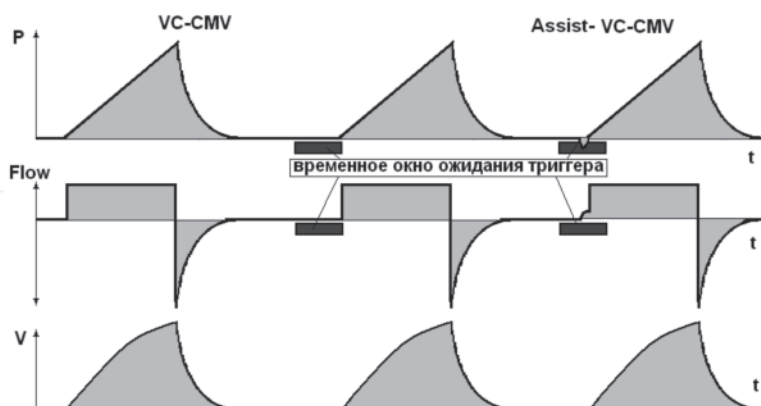 VC-CMV
Assist- VC-CMV
P
t
временное окно ожидания триггера
Flow
t
V
t